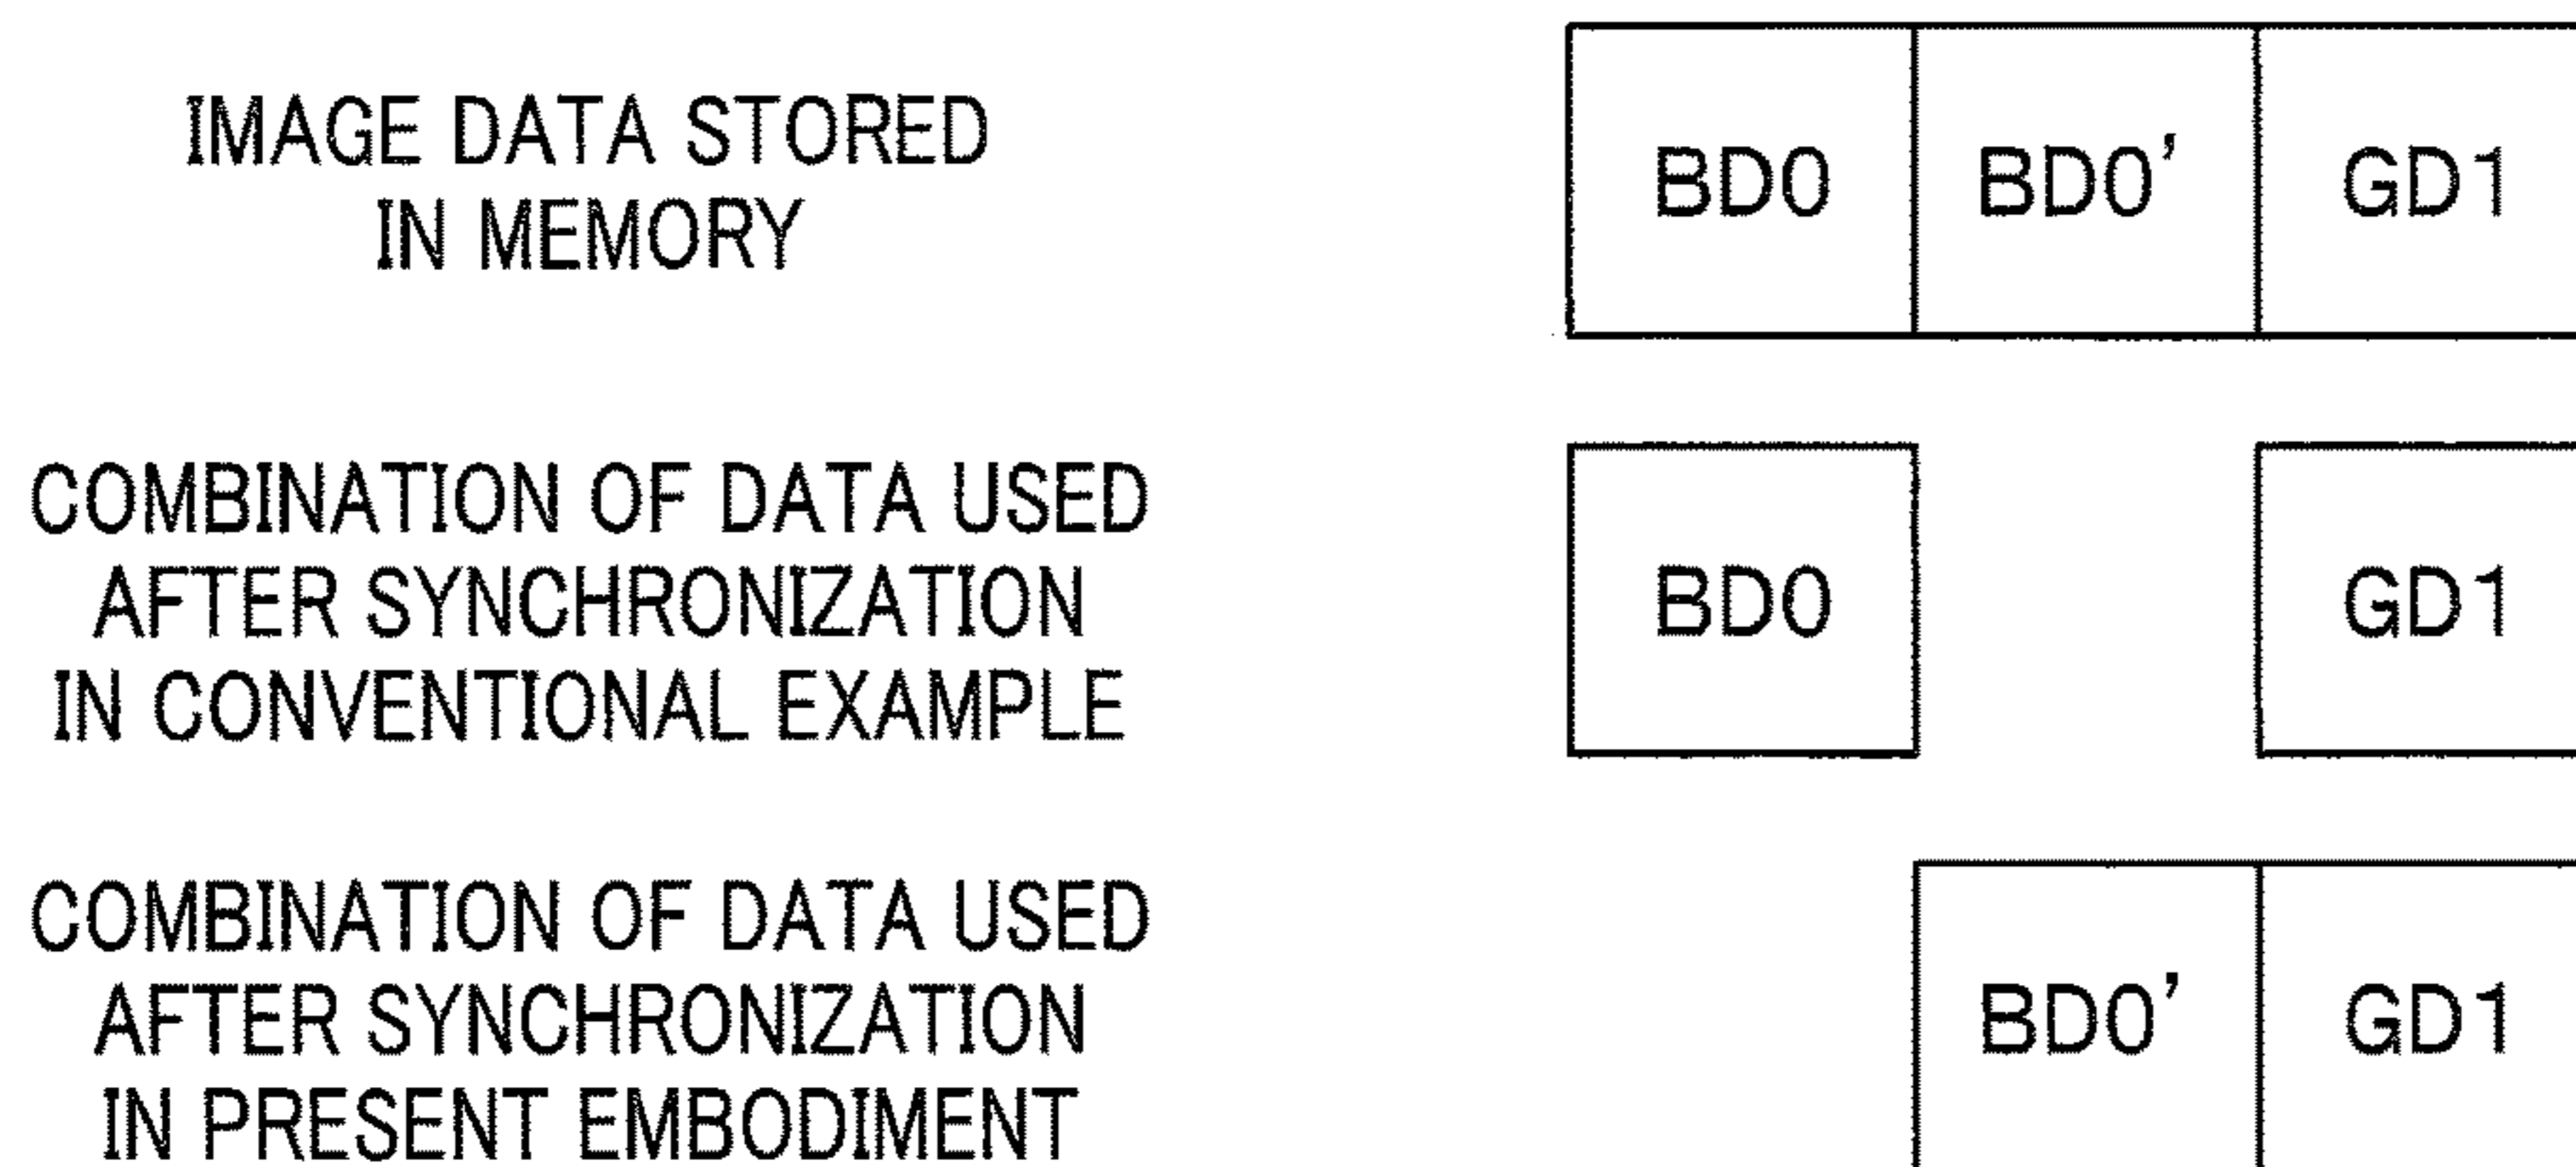 IMAGE DATA STORED
IN MEMORY
BD0 BD0' GD1
COMBINATION OF DATA USED
AFTER SYNCHRONIZATION
IN CONVENTIONAL EXAMPLE
BD0 GD1
COMBINATION OF DATA USED
AFTER SYNCHRONIZATION
IN PRESENT EMBODIMENT
BD0' GD1